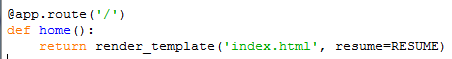 @app.route('/')
def home():
    return render_template('index.html', resume=RESUME)